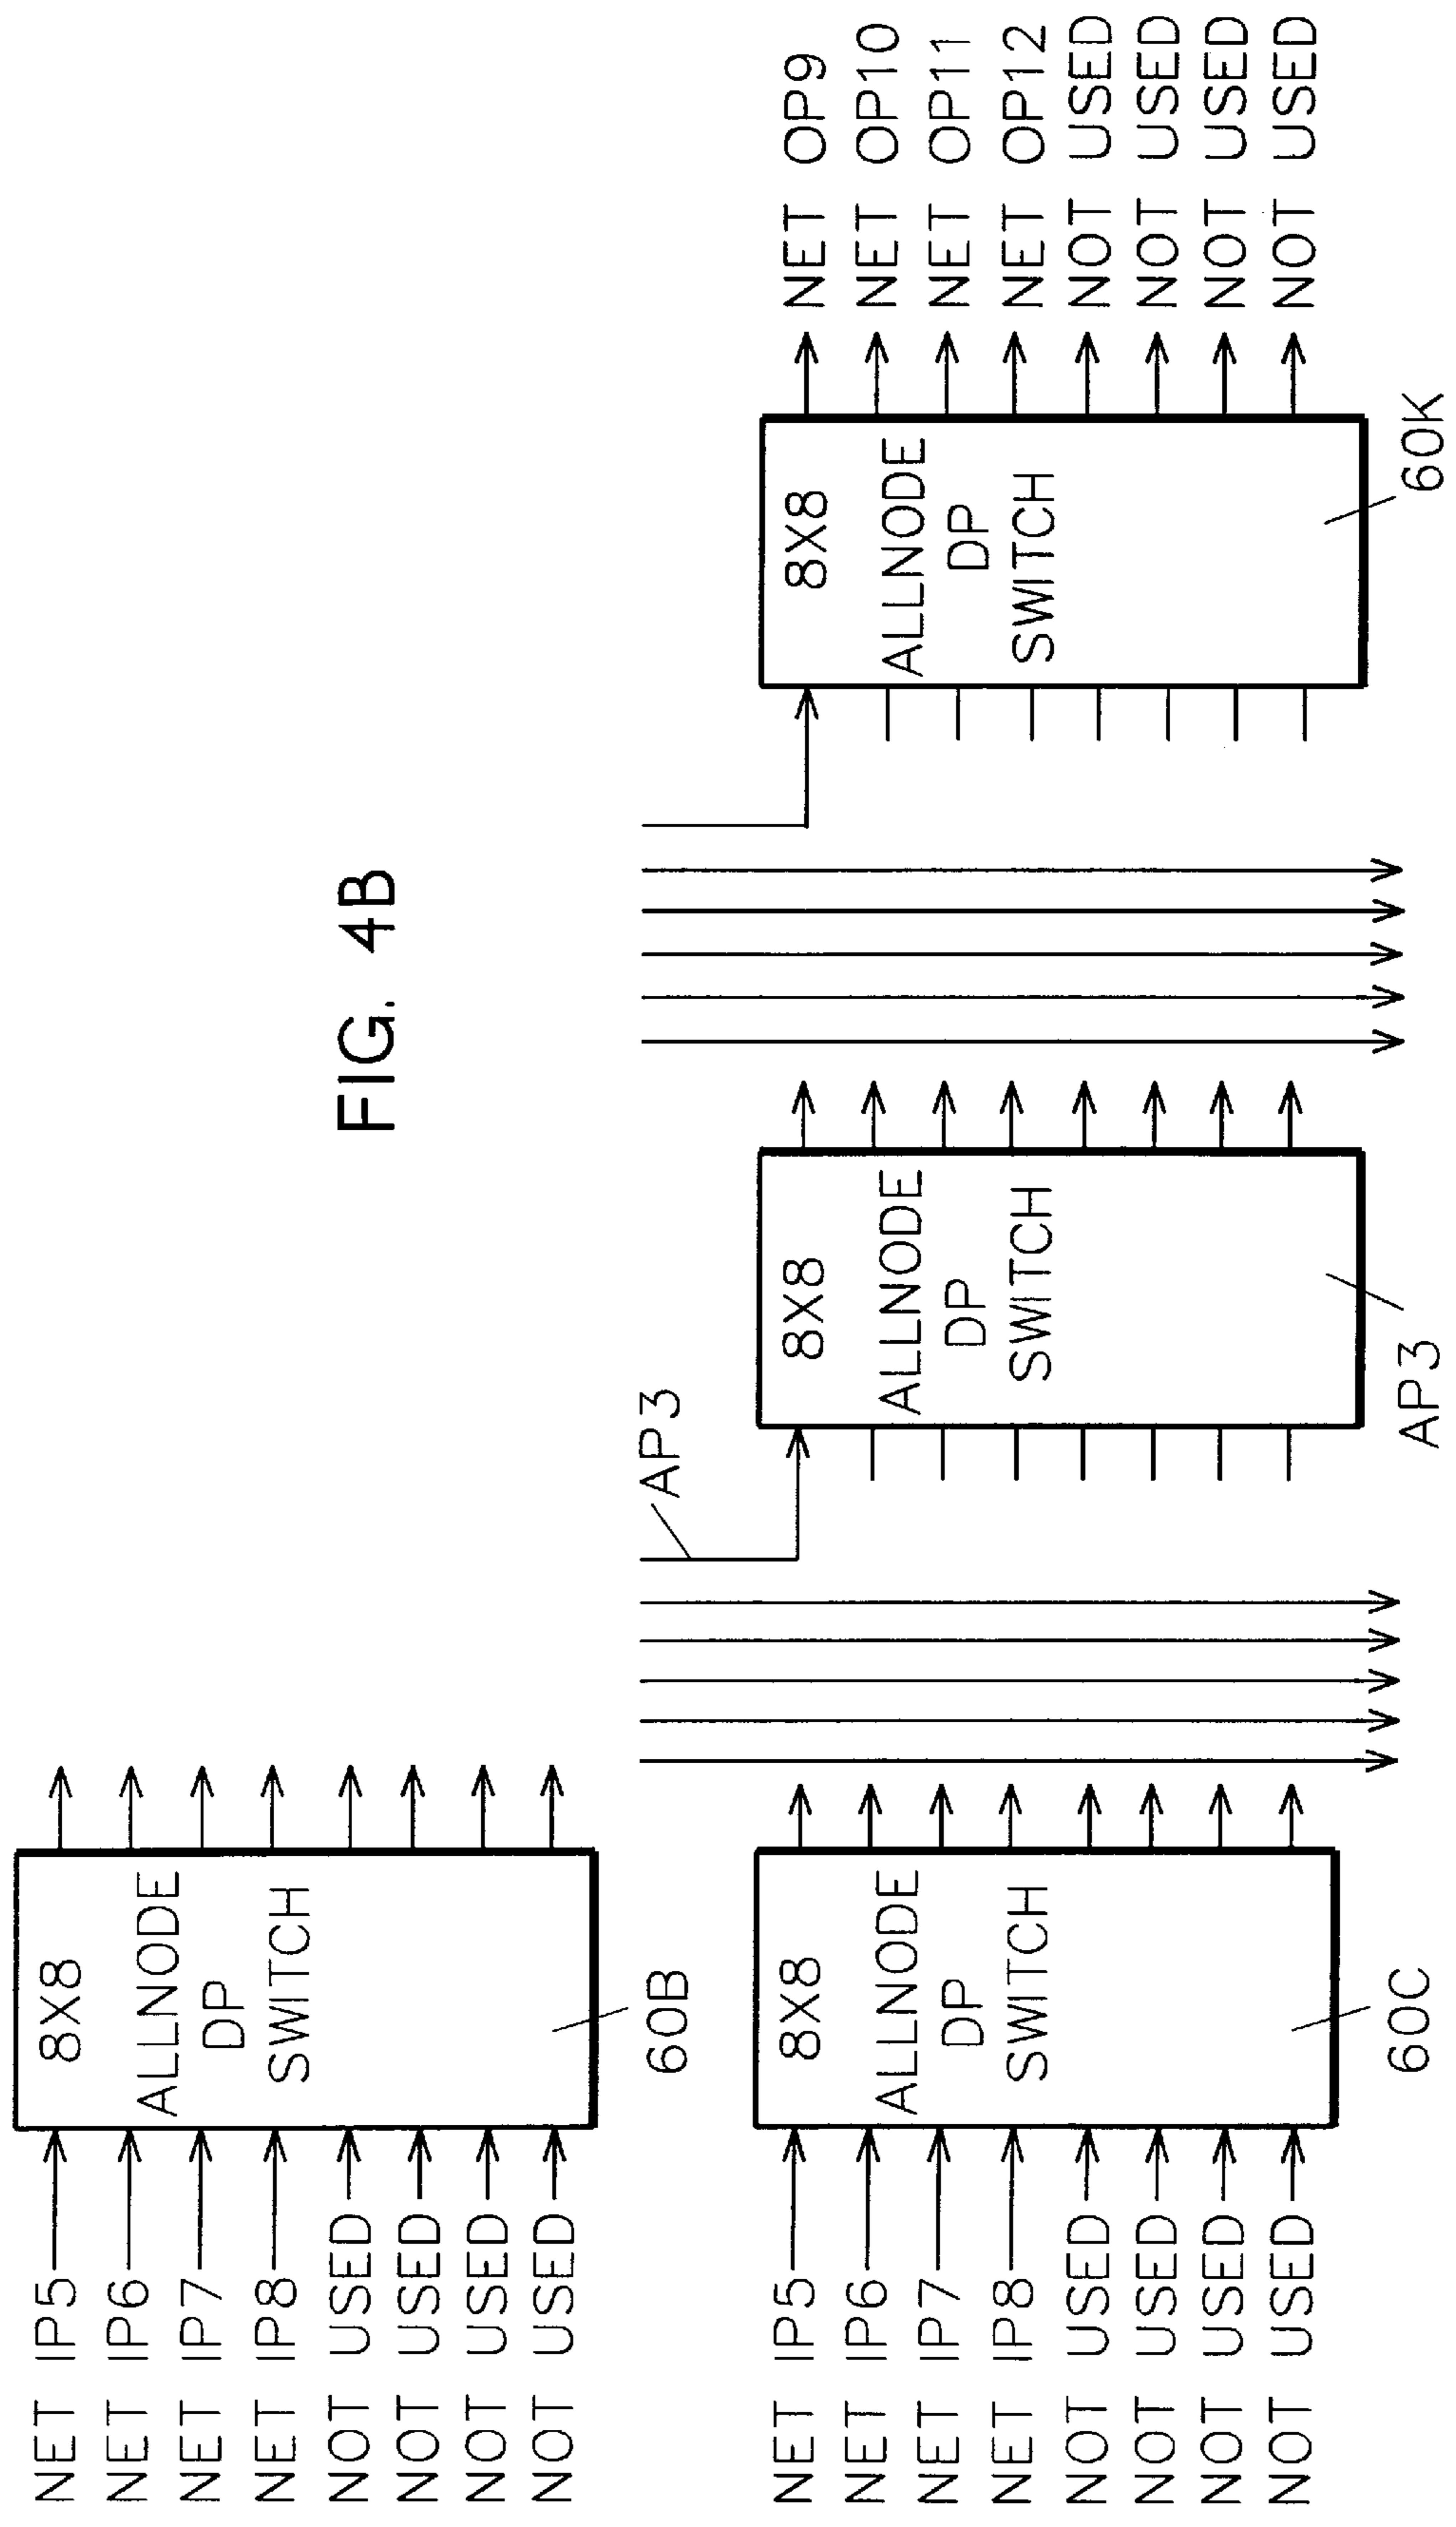 FIG. 4B
NET IP5
NET IP6
NET IP7
NET IP8
NOT USED
NOT USED
NOT USED
NOT USED
8X8
ALLNODE
DP
SWITCH
60B
NET IP5
NET IP6
NET IP7
NET IP8
NOT USED
NOT USED
NOT USED
NOT USED
8X8
ALLNODE
DP
SWITCH
60C
AP3
8X8
ALLNODE
DP
SWITCH
AP3
8X8
ALLNODE
DP
SWITCH
60K
NET OP9
NET OP10
NET OP11
NET OP12
NOT USED
NOT USED
NOT USED
NOT USED